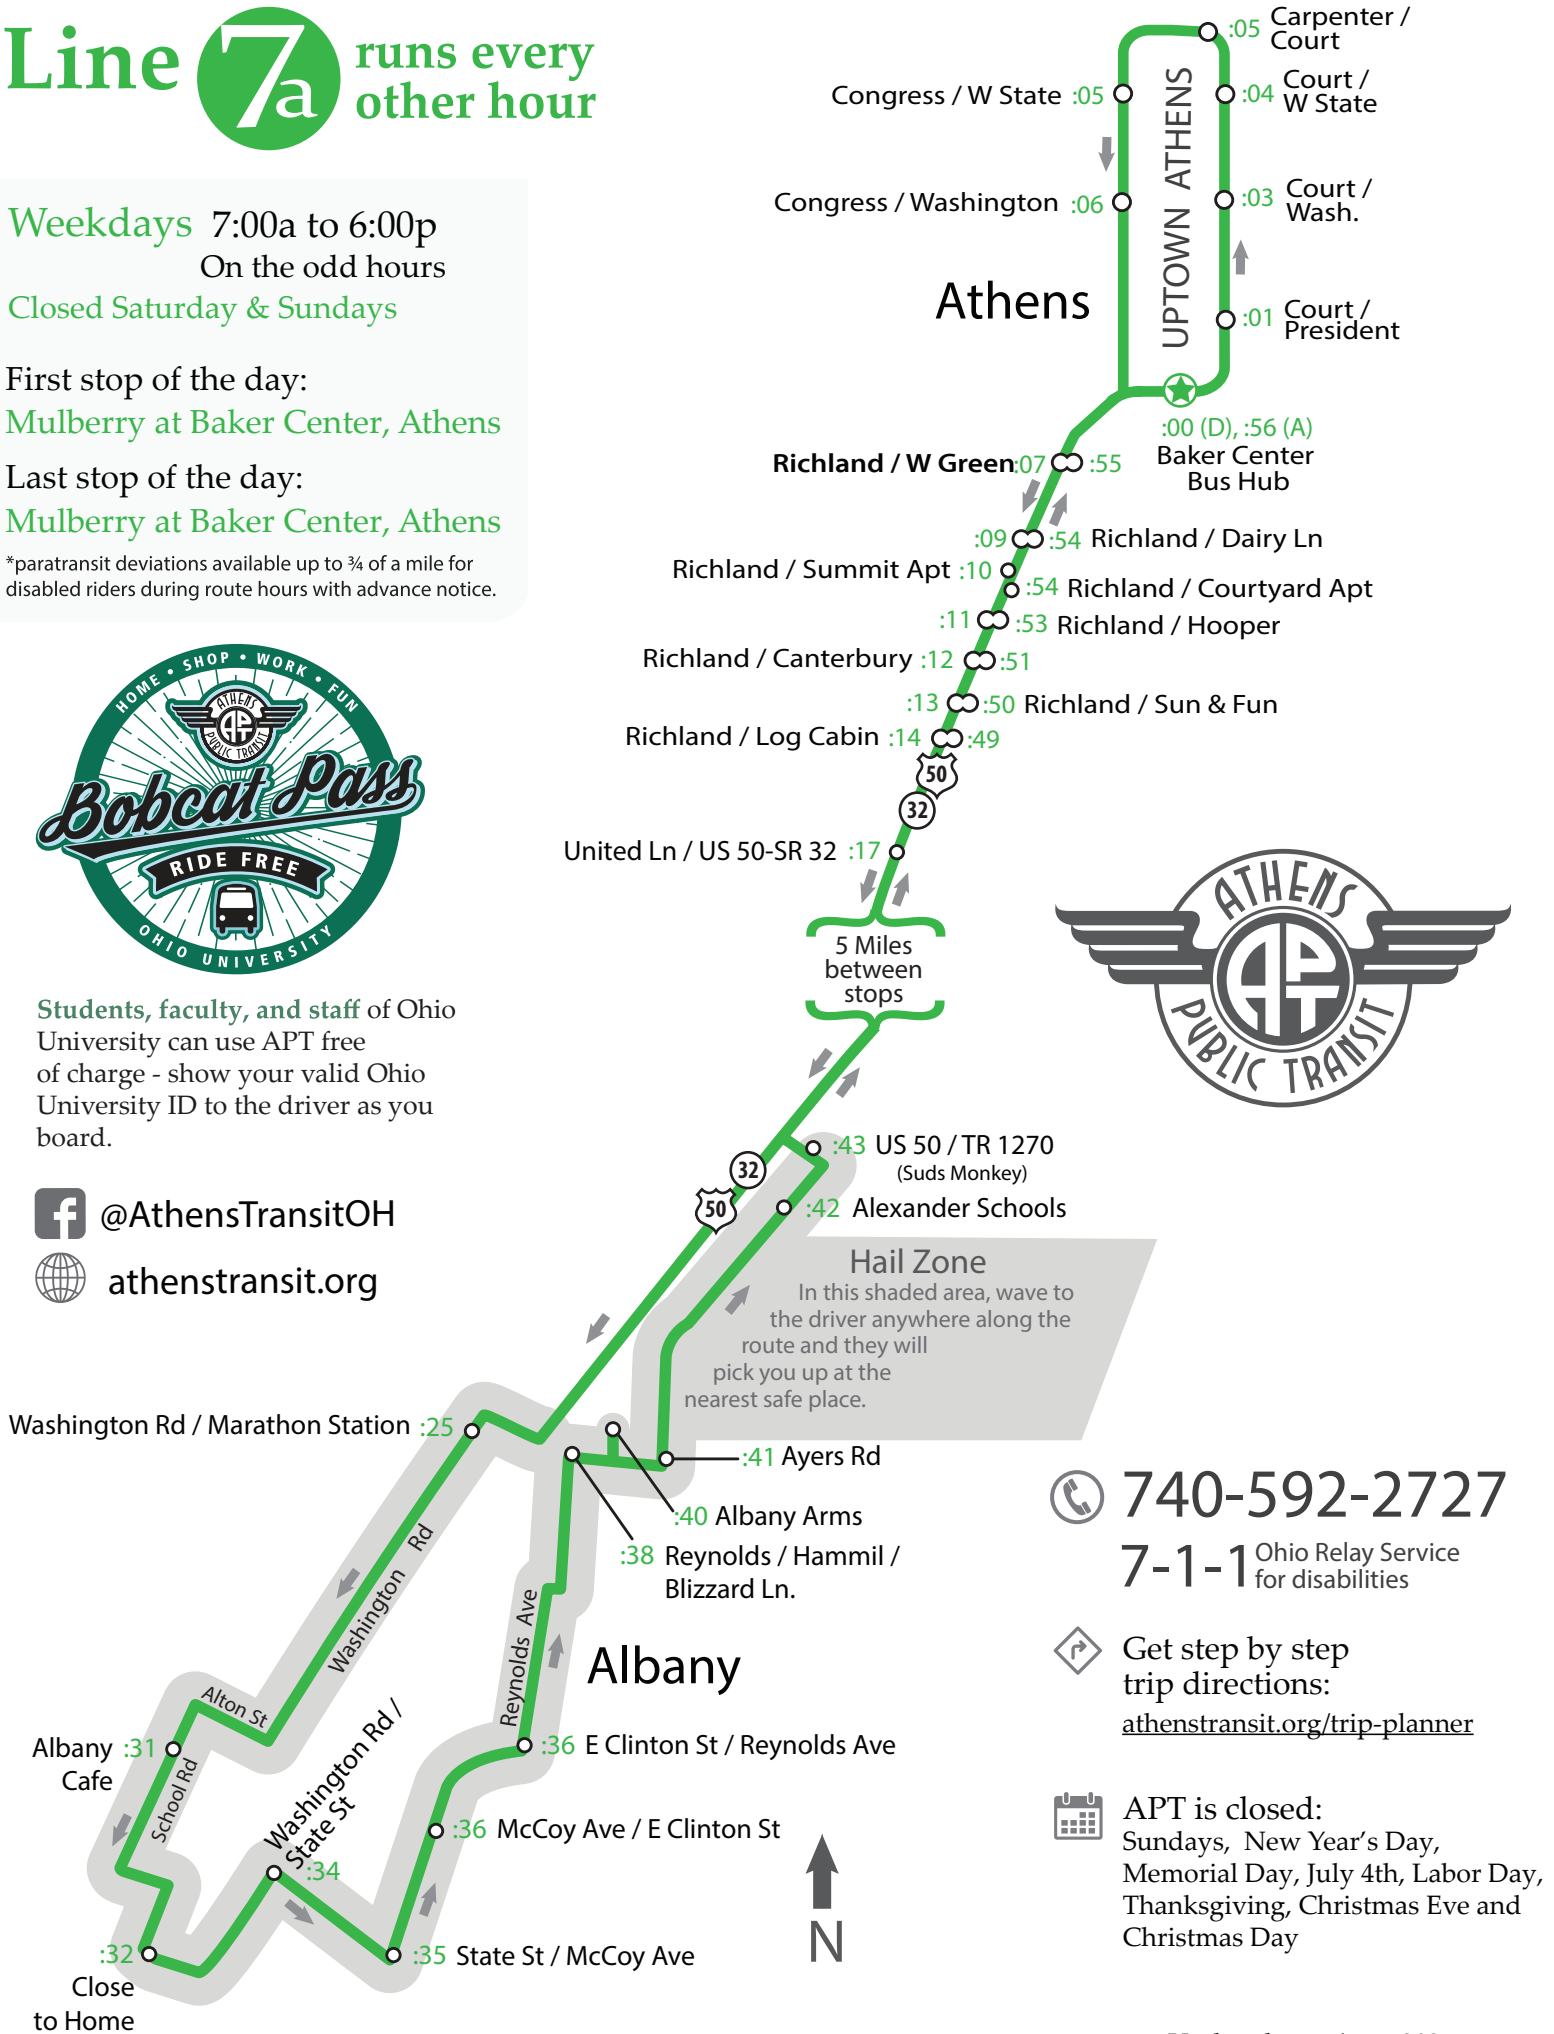 Line 7a runs every
other hour
Weekdays 7:00a to 6:00p
On the odd hours
Closed Saturday & Sundays
First stop of the day:
Mulberry at Baker Center, Athens
Last stop of the day:
Mulberry at Baker Center, Athens
*paratransit deviations available up to ¾ of a mile for
disabled riders during route hours with advance notice.
HOME • SHOP • WORK • FUN
ATHENS
APT
PUBLIC TRANSIT
Bobcat Pass
RIDE FREE
OHIO UNIVERSITY
Students, faculty, and staff of Ohio
University can use APT free
of charge - show your valid Ohio
University ID to the driver as you
board.
@AthensTransitOH
athenstransit.org
:05 Carpenter /
Court
Congress / W State :05
:04 Court /
W State
Congress / Washington :06
:03 Court /
Wash.
UPTOWN ATHENS
Athens
:01 Court /
President
:00 (D), :56 (A)
Baker Center
Bus Hub
Richland / W Green :07 :55
:09 :54 Richland / Dairy Ln
Richland / Summit Apt :10
:54 Richland / Courtyard Apt
:11 :53 Richland / Hooper
Richland / Canterbury :12 :51
:13 :50 Richland / Sun & Fun
Richland / Log Cabin :14 :49
50
32
United Ln / US 50-SR 32 :17
5 Miles
between
stops
ATHENS
APT
PUBLIC TRANSIT
:43 US 50 / TR 1270
(Suds Monkey)
32
50
:42 Alexander Schools
Hail Zone
In this shaded area, wave to
the driver anywhere along the
route and they will
pick you up at the
nearest safe place.
Washington Rd / Marathon Station :25
:41 Ayers Rd
:40 Albany Arms
:38 Reynolds / Hammil /
Blizzard Ln.
Washington Rd
Reynolds Ave
Albany
Alton St
Albany :31
Cafe
School Rd
Washington Rd /
State St
:34
:36 E Clinton St / Reynolds Ave
:36 McCoy Ave / E Clinton St
:35 State St / McCoy Ave
:32
Close
to Home
N
740-592-2727
7-1-1 Ohio Relay Service
for disabilities
Get step by step
trip directions:
athenstransit.org/trip-planner
APT is closed:
Sundays, New Year's Day,
Memorial Day, July 4th, Labor Day,
Thanksgiving, Christmas Eve and
Christmas Day